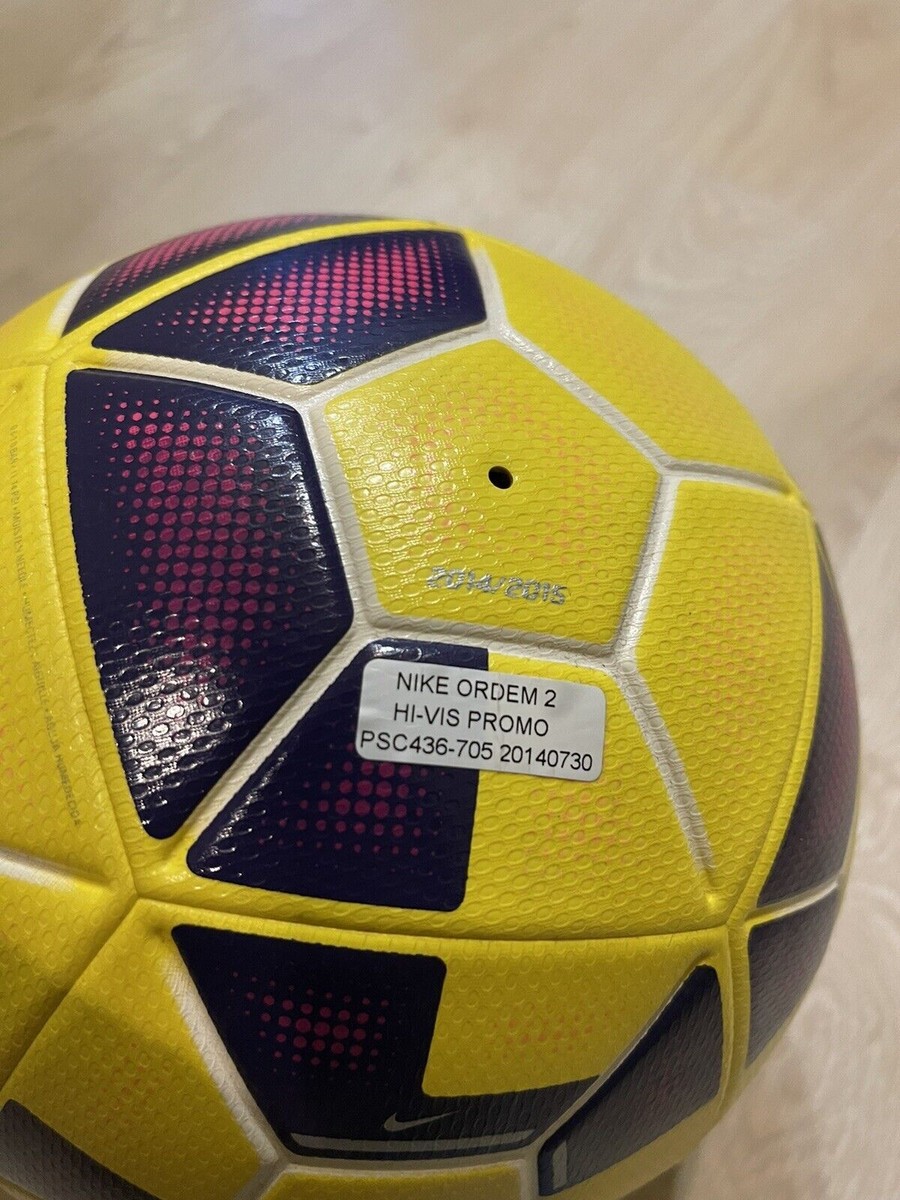 2014/2015
NIKE ORDEM 2
HI-VIS PROMO
PSC436-705 20140730